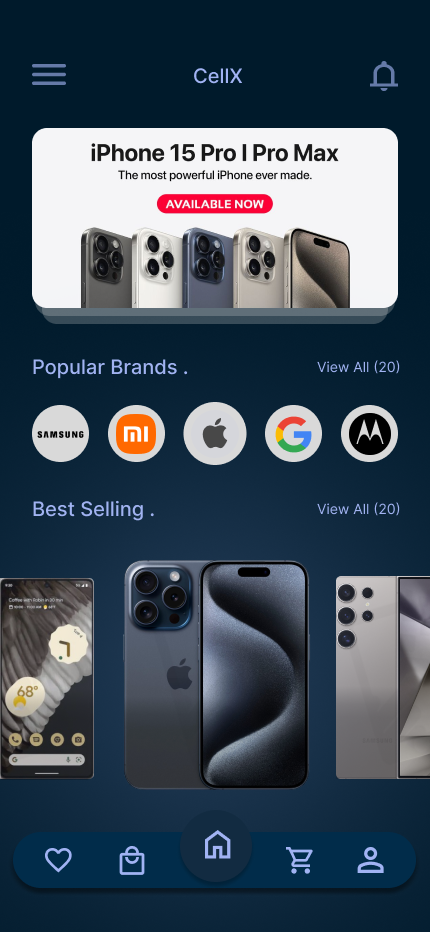 CellX
iPhone 15 Pro I Pro Max
The most powerful iPhone ever made.
AVAILABLE NOW
Popular Brands .
View All (20)
SAMSUNG
Best Selling .
View All (20)
68°